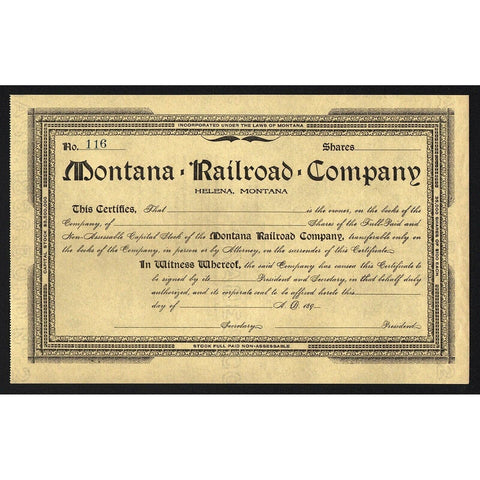 INCORPORATED UNDER THE LAWS OF MONTANA
No. 116 Shares
Montana Railroad Company
HELENA, MONTANA
This Certifies, That is the owner, on the books of the
Company, of Shares of the Full-Paid and
Non-Assessable Capital Stock of the Montana Railroad Company, transferable only on
the books of the Company, in person or by Attorney, on the surrender of this Certificate.
In Witness Whereof, the said Company has caused this Certificate to
be signed by its President and Secretary, in that behalf duly
authorized, and its corporate seal to be affixed hereto this
day of A. D. 189
Secretary. President.
STOCK FULL PAID NON-ASSESSABLE
CAPITAL STOCK